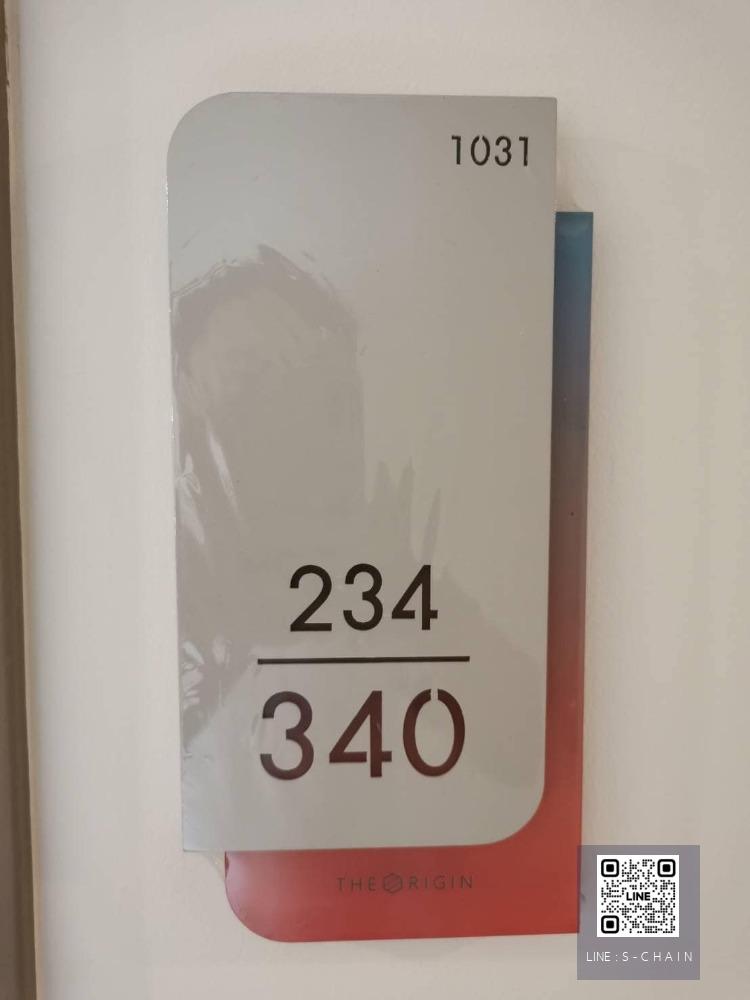 1031
234
340
THE ORIGIN
LINE
LINE : S - CHAIN